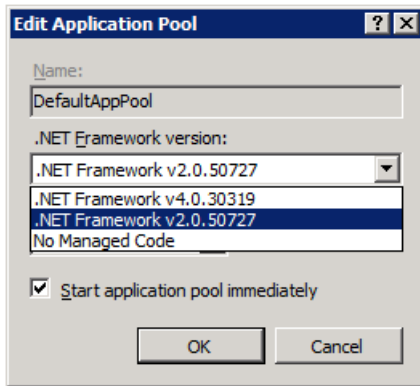 Edit Application Pool
Name:
DefaultAppPool
.NET Framework version:
.NET Framework v2.0.50727
.NET Framework v4.0.30319
.NET Framework v2.0.50727
No Managed Code
Start application pool immediately
OK Cancel